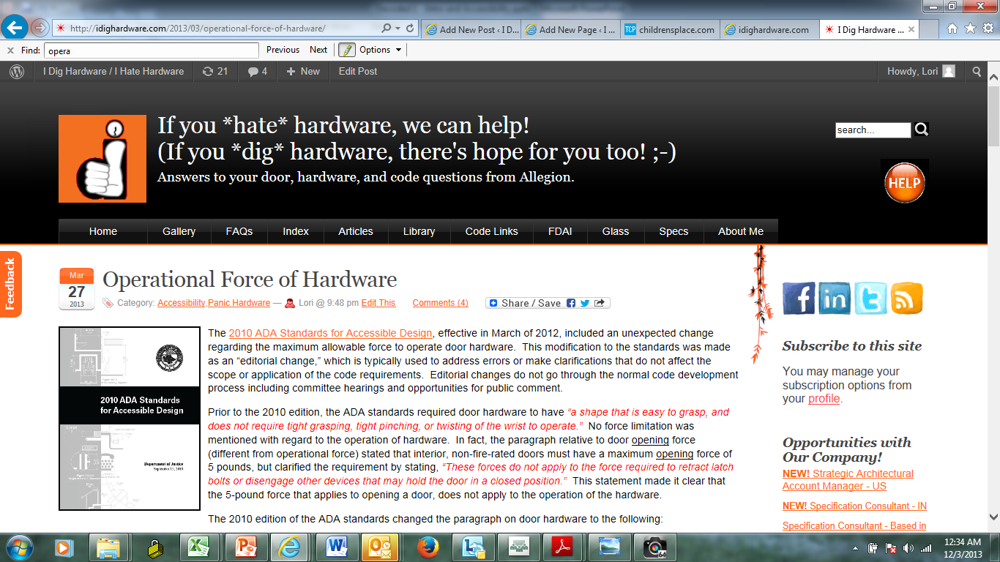 http://idighardware.com/2013/03/operational-force-of-hardware/
Add New Post ‹ I D...
Add New Page ‹ I ...
TCP childrensplace.com
idighardware.com
I Dig Hardware ...
x Find: opera Previous Next Options
I Dig Hardware / I Hate Hardware 21 4 + New Edit Post Howdy, Lori
If you *hate* hardware, we can help!
(If you *dig* hardware, there's hope for you too! ;-)
Answers to your door, hardware, and code questions from Allegion.
search...
HELP
Home Gallery FAQs Index Articles Library Code Links FDAI Glass Specs About Me
Feedback
Mar
27
2013
Operational Force of Hardware
Category: Accessibility,Panic Hardware — Lori @ 9:48 pm Edit This Comments (4) Share / Save
2010 ADA Standards
for Accessible Design
Department of Justice
September 15, 2010
The 2010 ADA Standards for Accessible Design, effective in March of 2012, included an unexpected change
regarding the maximum allowable force to operate door hardware. This modification to the standards was made
as an “editorial change,” which is typically used to address errors or make clarifications that do not affect the
scope or application of the code requirements. Editorial changes do not go through the normal code development
process including committee hearings and opportunities for public comment.
Prior to the 2010 edition, the ADA standards required door hardware to have “a shape that is easy to grasp, and
does not require tight grasping, tight pinching, or twisting of the wrist to operate.” No force limitation was
mentioned with regard to the operation of hardware. In fact, the paragraph relative to door opening force
(different from operational force) stated that interior, non-fire-rated doors must have a maximum opening force of
5 pounds, but clarified the requirement by stating, “These forces do not apply to the force required to retract latch
bolts or disengage other devices that may hold the door in a closed position.” This statement made it clear that
the 5-pound force that applies to opening a door, does not apply to the operation of the hardware.
The 2010 edition of the ADA standards changed the paragraph on door hardware to the following:
Subscribe to this site
You may manage your
subscription options from
your profile.
Opportunities with
Our Company!
NEW! Strategic Architectural
Account Manager - US
NEW! Specification Consultant - IN
Specification Consultant - Based in
64
12:34 AM
12/3/2013